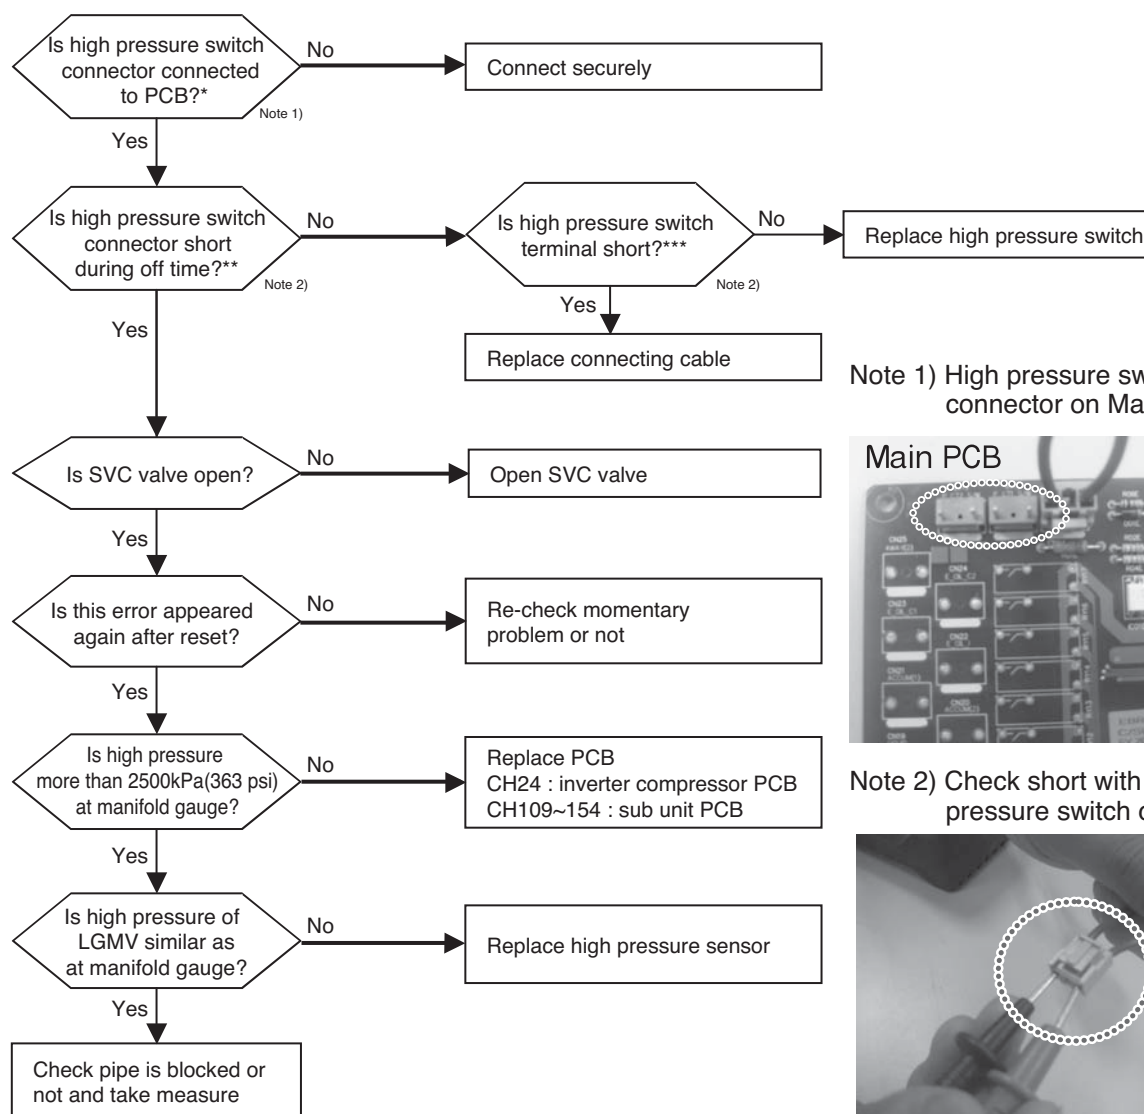 Is high pressure switch
connector connected
to PCB?*
No
Connect securely
Note 1)
Yes
Is high pressure switch
connector short
during off time?**
No
Note 2)
Is high pressure switch
terminal short?***
No
Note 2)
Replace high pressure switch
Yes
Replace connecting cable
Yes
Is SVC valve open?
No
Open SVC valve
Yes
Is this error appeared
again after reset?
No
Re-check momentary
problem or not
Yes
Is high pressure
more than 2500kPa(363 psi)
at manifold gauge?
No
Replace PCB
CH24 : inverter compressor PCB
CH109~154 : sub unit PCB
Yes
Is high pressure of
LGMV similar as
at manifold gauge?
No
Replace high pressure sensor
Yes
Check pipe is blocked or
not and take measure
Note 1) High pressure
connector on
Main PCB
CN25
CN24
CN23
CN22
CN21
CN20
Note 2) Check short with
pressure switch